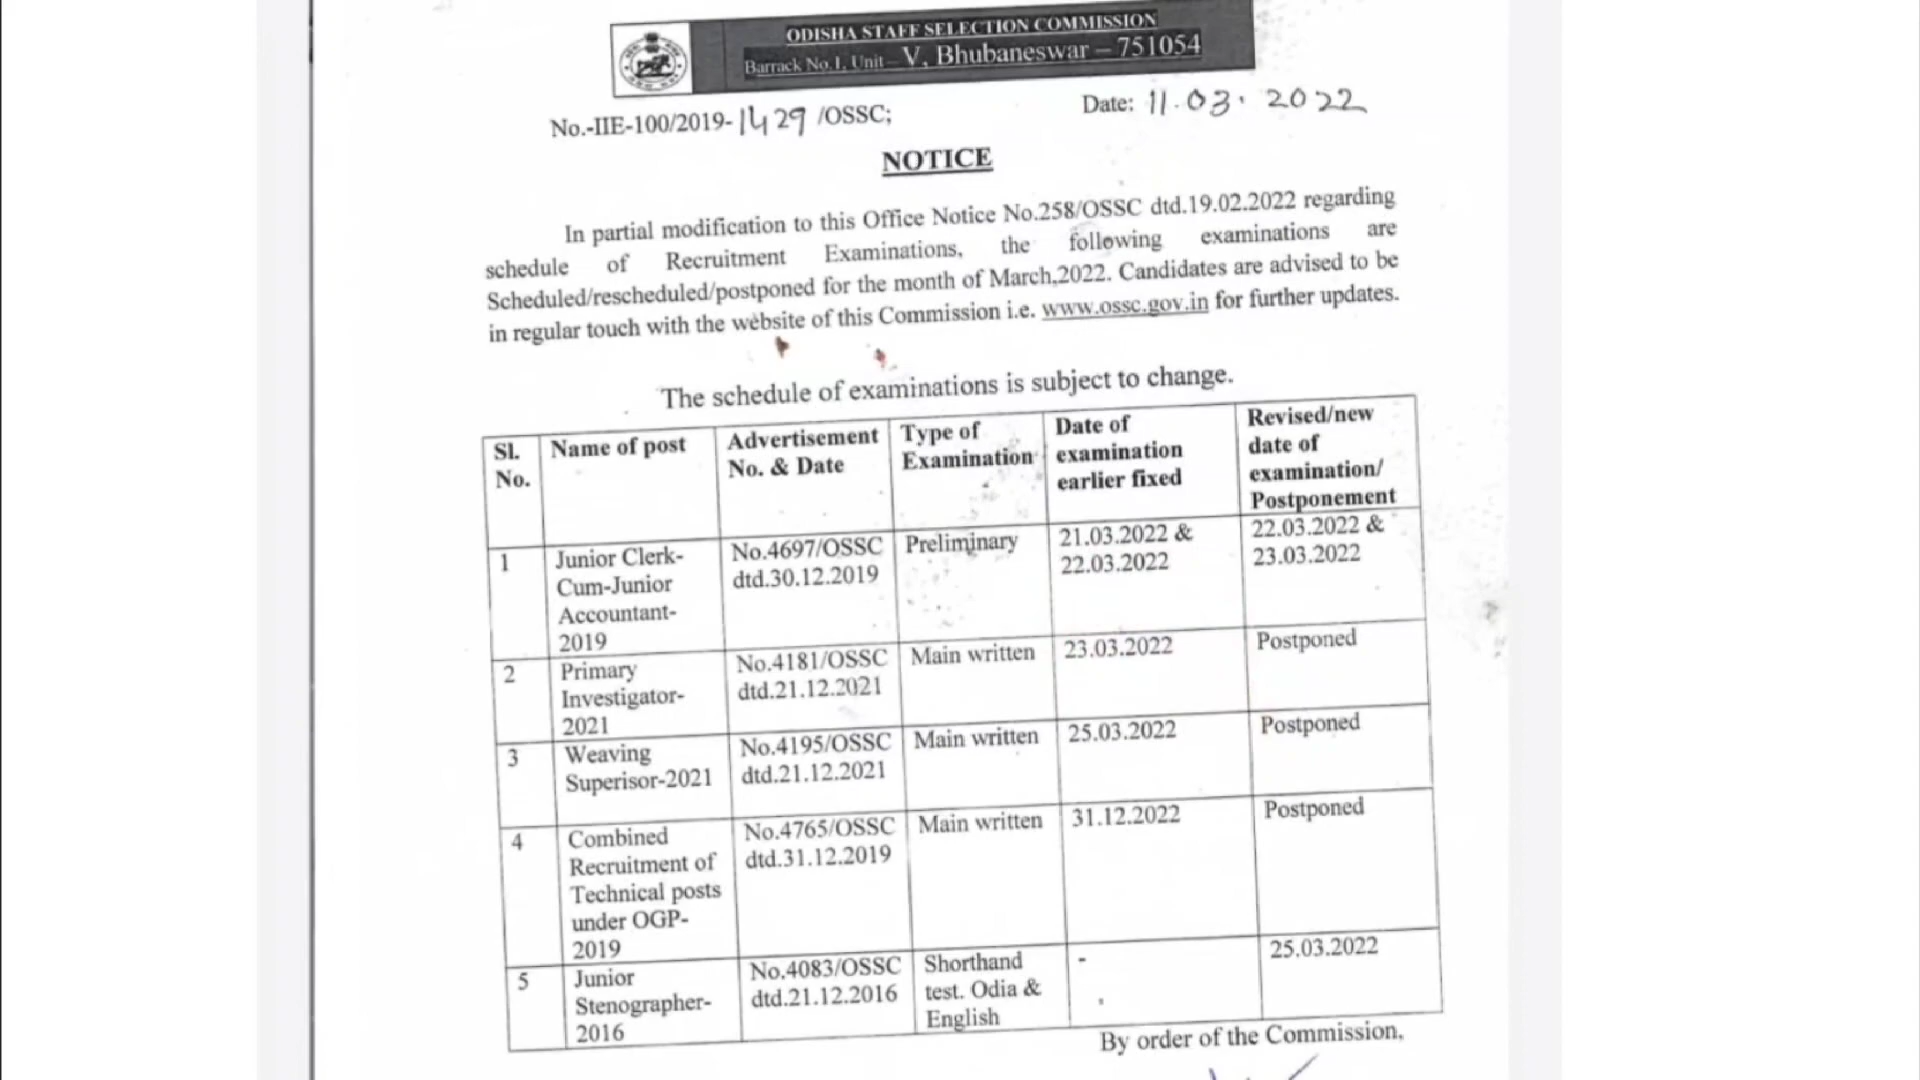 ODISHA STAFF SELECTION COMMISSION
Barrack No.1, Unit – V, Bhubaneswar – 751054
No.-IIE-100/2019-1429 /OSSC;
Date: 11.03.2022
NOTICE
In partial modification to this Office Notice No.258/OSSC dtd.19.02.2022 regarding
schedule of Recruitment Examinations, the following examinations are
Scheduled/rescheduled/postponed for the month of March,2022. Candidates are advised to be
in regular touch with the website of this Commission i.e. www.ossc.gov.in for further updates.
The schedule of examinations is subject to change.
Sl. No.
Name of post
Advertisement No. & Date
Type of Examination
Date of examination earlier fixed
Revised/new date of examination/ Postponement
1
Junior Clerk-
Cum-Junior
Accountant-
2019
No.4697/OSSC
dtd.30.12.2019
Preliminary
21.03.2022 &
22.03.2022
22.03.2022 &
23.03.2022
2
Primary
Investigator-
2021
No.4181/OSSC
dtd.21.12.2021
Main written
23.03.2022
Postponed
3
Weaving
Superisor-2021
No.4195/OSSC
dtd.21.12.2021
Main written
25.03.2022
Postponed
4
Combined
Recruitment of
Technical posts
under OGP-
2019
No.4765/OSSC
dtd.31.12.2019
Main written
31.12.2022
Postponed
5
Junior
Stenographer-
2016
No.4083/OSSC
dtd.21.12.2016
Shorthand
test. Odia &
English
-
25.03.2022
By order of the Commission,